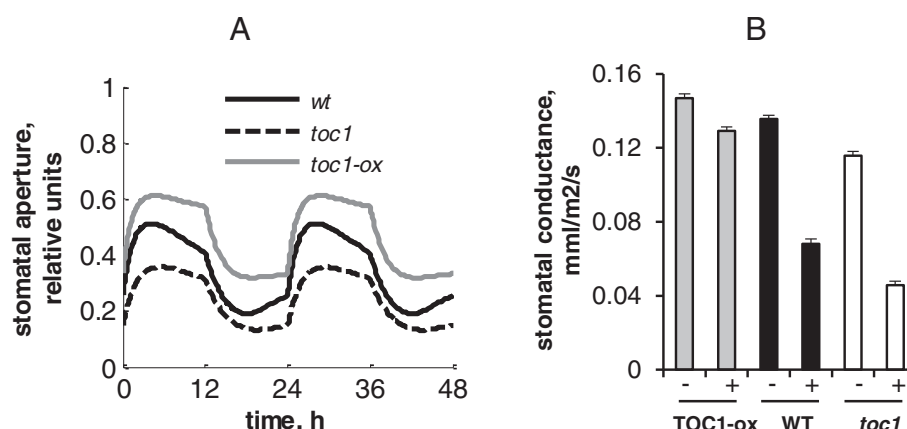 A
B
stomatal aperture,
relative units
1
0.8
0.6
0.4
0.2
0
wt
toc1
toc1-ox
0 12 24 36 48
time, h
stomatal conductance,
mml/m2/s
0.16
0.12
0.08
0.04
0
- + - + - +
TOC1-ox WT toc1